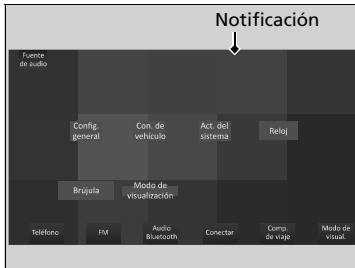 Notificación
Fuente
de audio
Config.
general
Con. de
vehículo
Act. del
sistema
Reloj
Brújula
Modo de
visualización
Teléfono
FM
Audio
Bluetooth
Conectar
Comp.
de viaje
Modo de
visual.